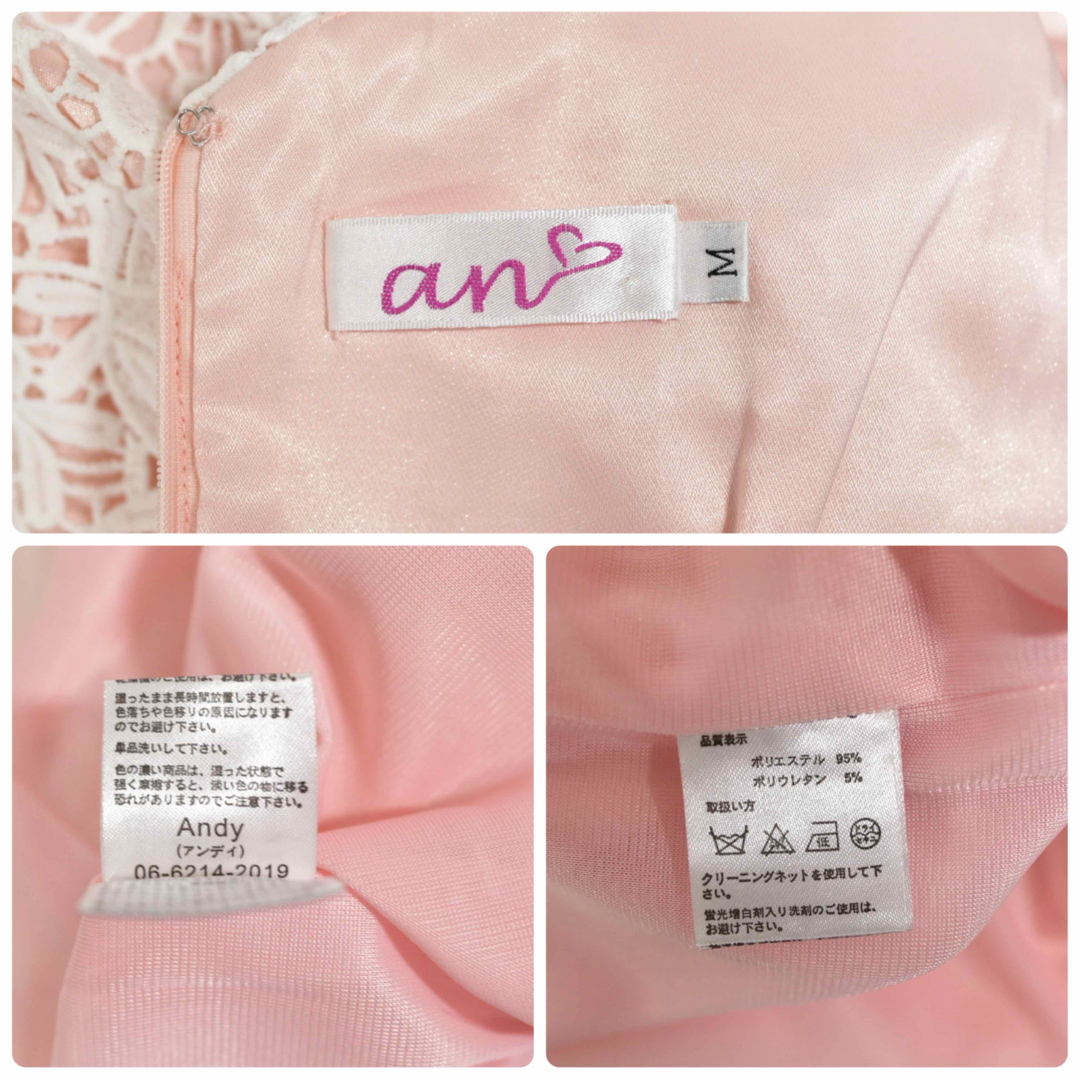 an
M
湿ったまま長時間放置しますと、
色落ちや色移りの原因になります
のでお避け下さい。
単品洗いして下さい。
色の濃い商品は、湿った状態で
強く摩擦すると、淡い色の物に移る
恐れがありますのでご注意下さい。
Andy
(アンディ)
06-6214-2019
品質表示
ポリエステル 95%
ポリウレタン 5%
取扱い方
低
クリーニングネットを使用して下
さい。
蛍光増白剤入り洗剤のご使用は、
お避け下さい。